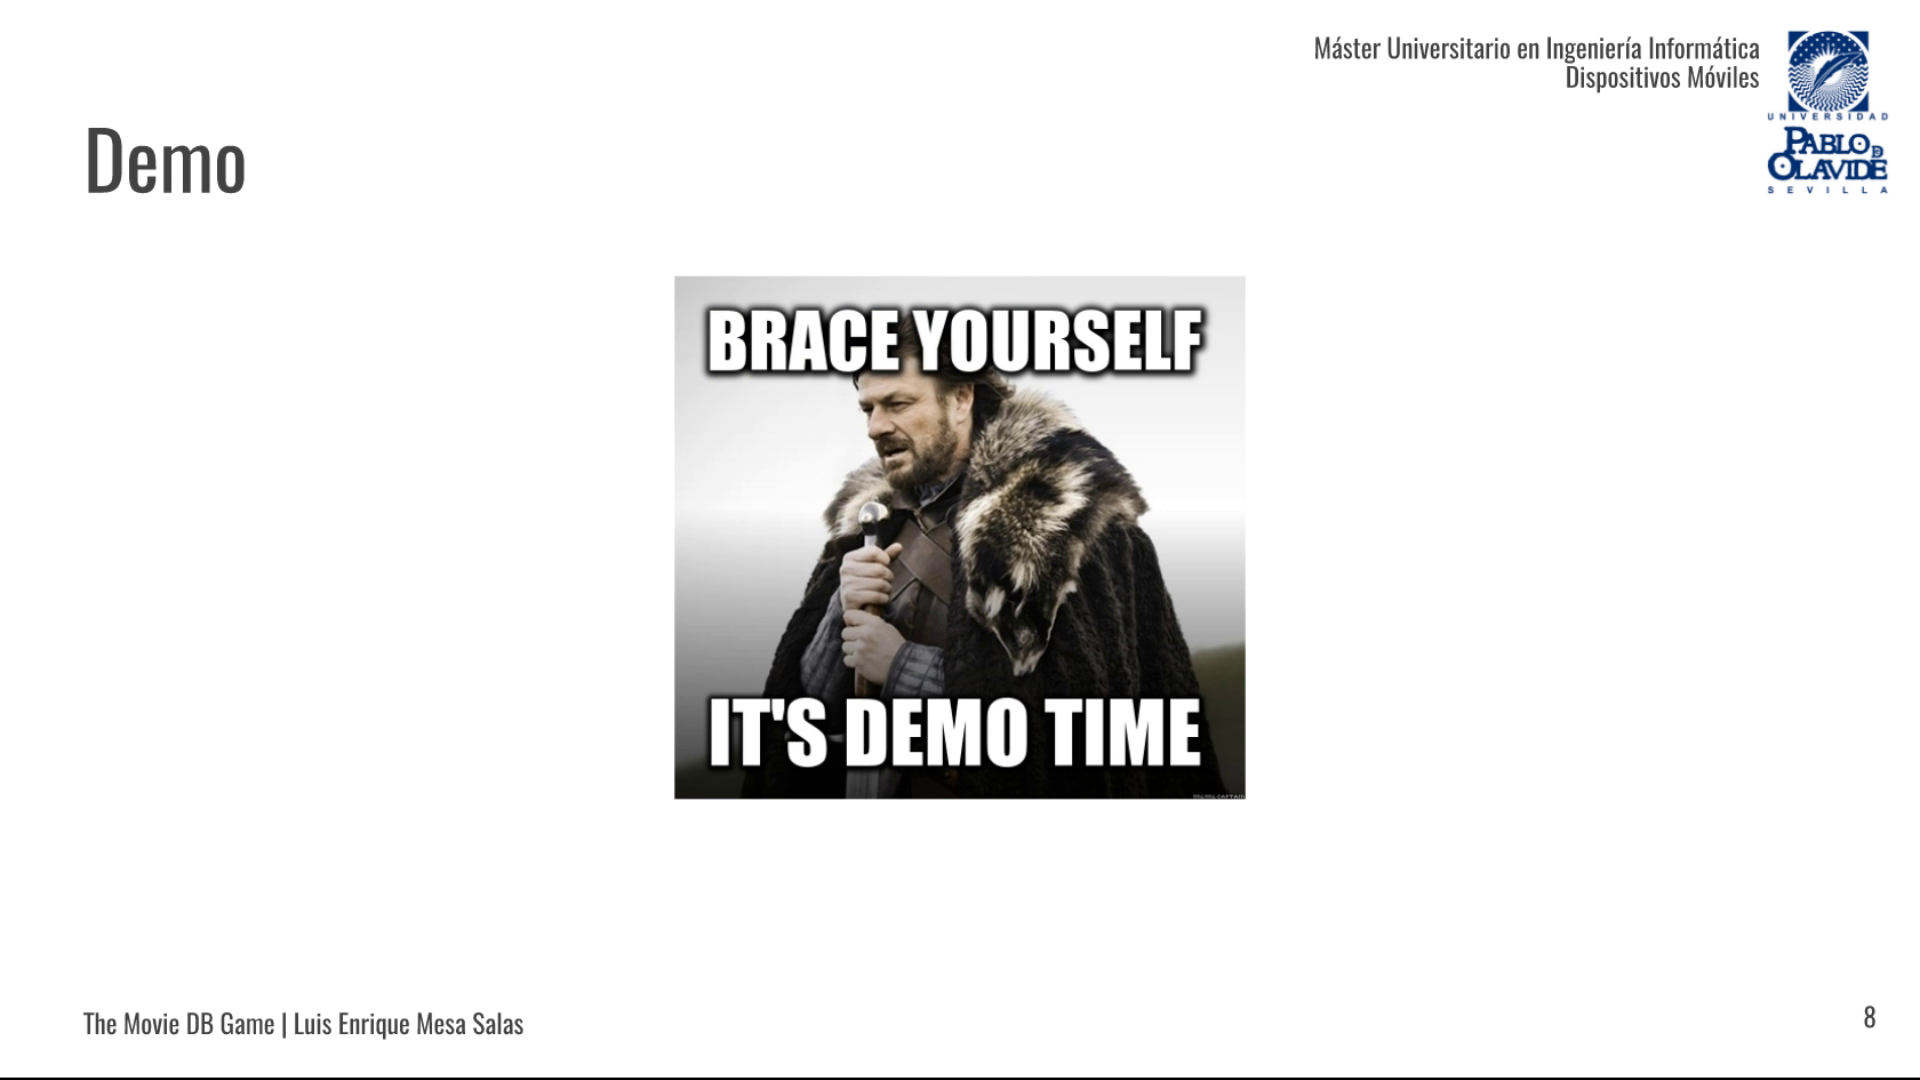 Máster Universitario en Ingeniería Informática
Dispositivos Móviles
UNIVERSIDAD
PABLO DE
OLAVIDE
SEVILLA
Demo
BRACE YOURSELF
IT'S DEMO TIME
The Movie DB Game | Luis Enrique Mesa Salas
8